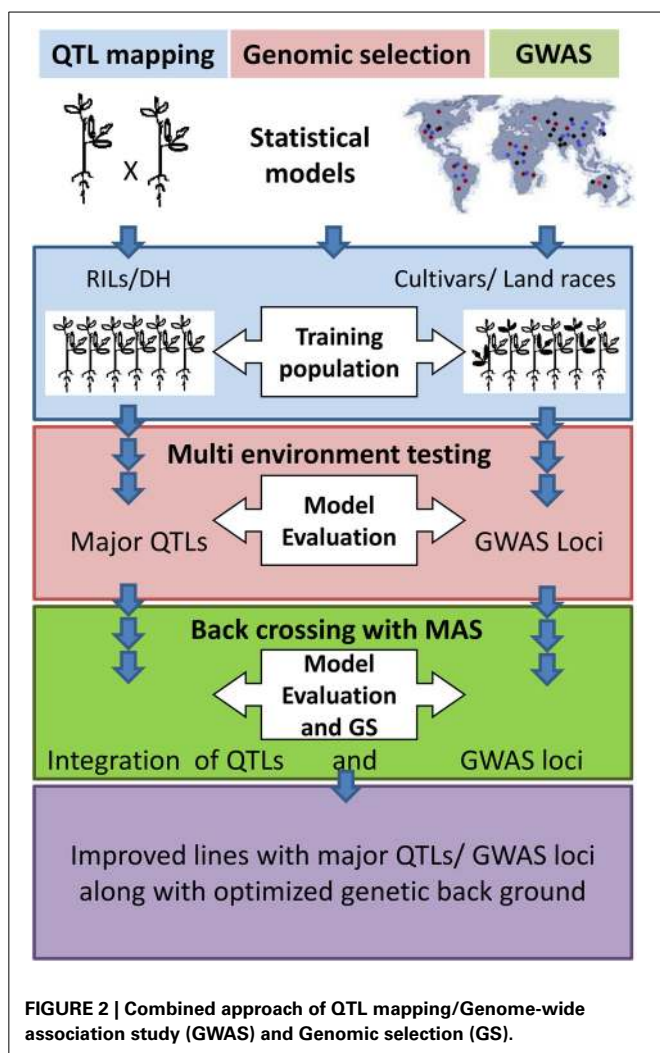 QTL mapping Genomic selection GWAS
X
Statistical
models
RILs/DH
Cultivars/ Land races
Training
population
Multi environment testing
Major QTLs
Model
Evaluation
GWAS Loci
Back crossing with MAS
Model
Evaluation
and GS
Integration of QTLs and GWAS loci
Improved lines with major QTLs/ GWAS loci
along with optimized genetic back ground
FIGURE 2 | Combined approach of QTL mapping/Genome-wide
association study (GWAS) and Genomic selection (GS).